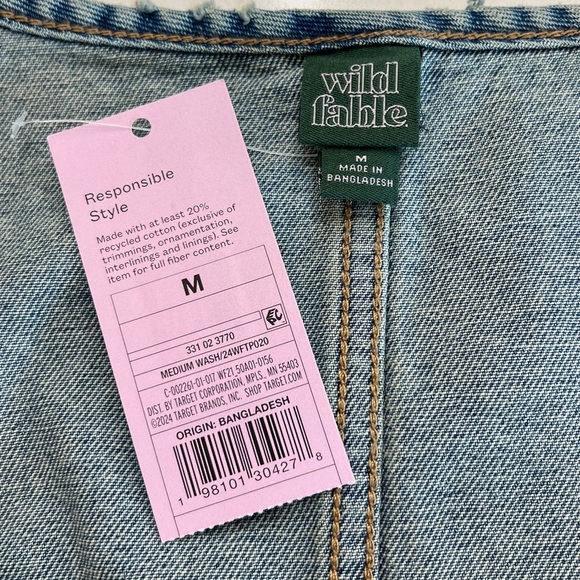 wild
fable.
M
MADE IN
BANGLADESH
Responsible
Style
Made with at least 20%
recycled cotton (exclusive of
trimmings, ornamentation,
interlinings and linings). See
item for full fiber content.
M
331 02 3770
MEDIUM WASH/24WFTP020
C-002261-01-017 WF21_50A01-0156
DIST. BY TARGET CORPORATION, MPLS., MN 55403
©2024 TARGET BRANDS, INC. SHOP TARGET.COM
ORIGIN: BANGLADESH
1 98101 30427 8